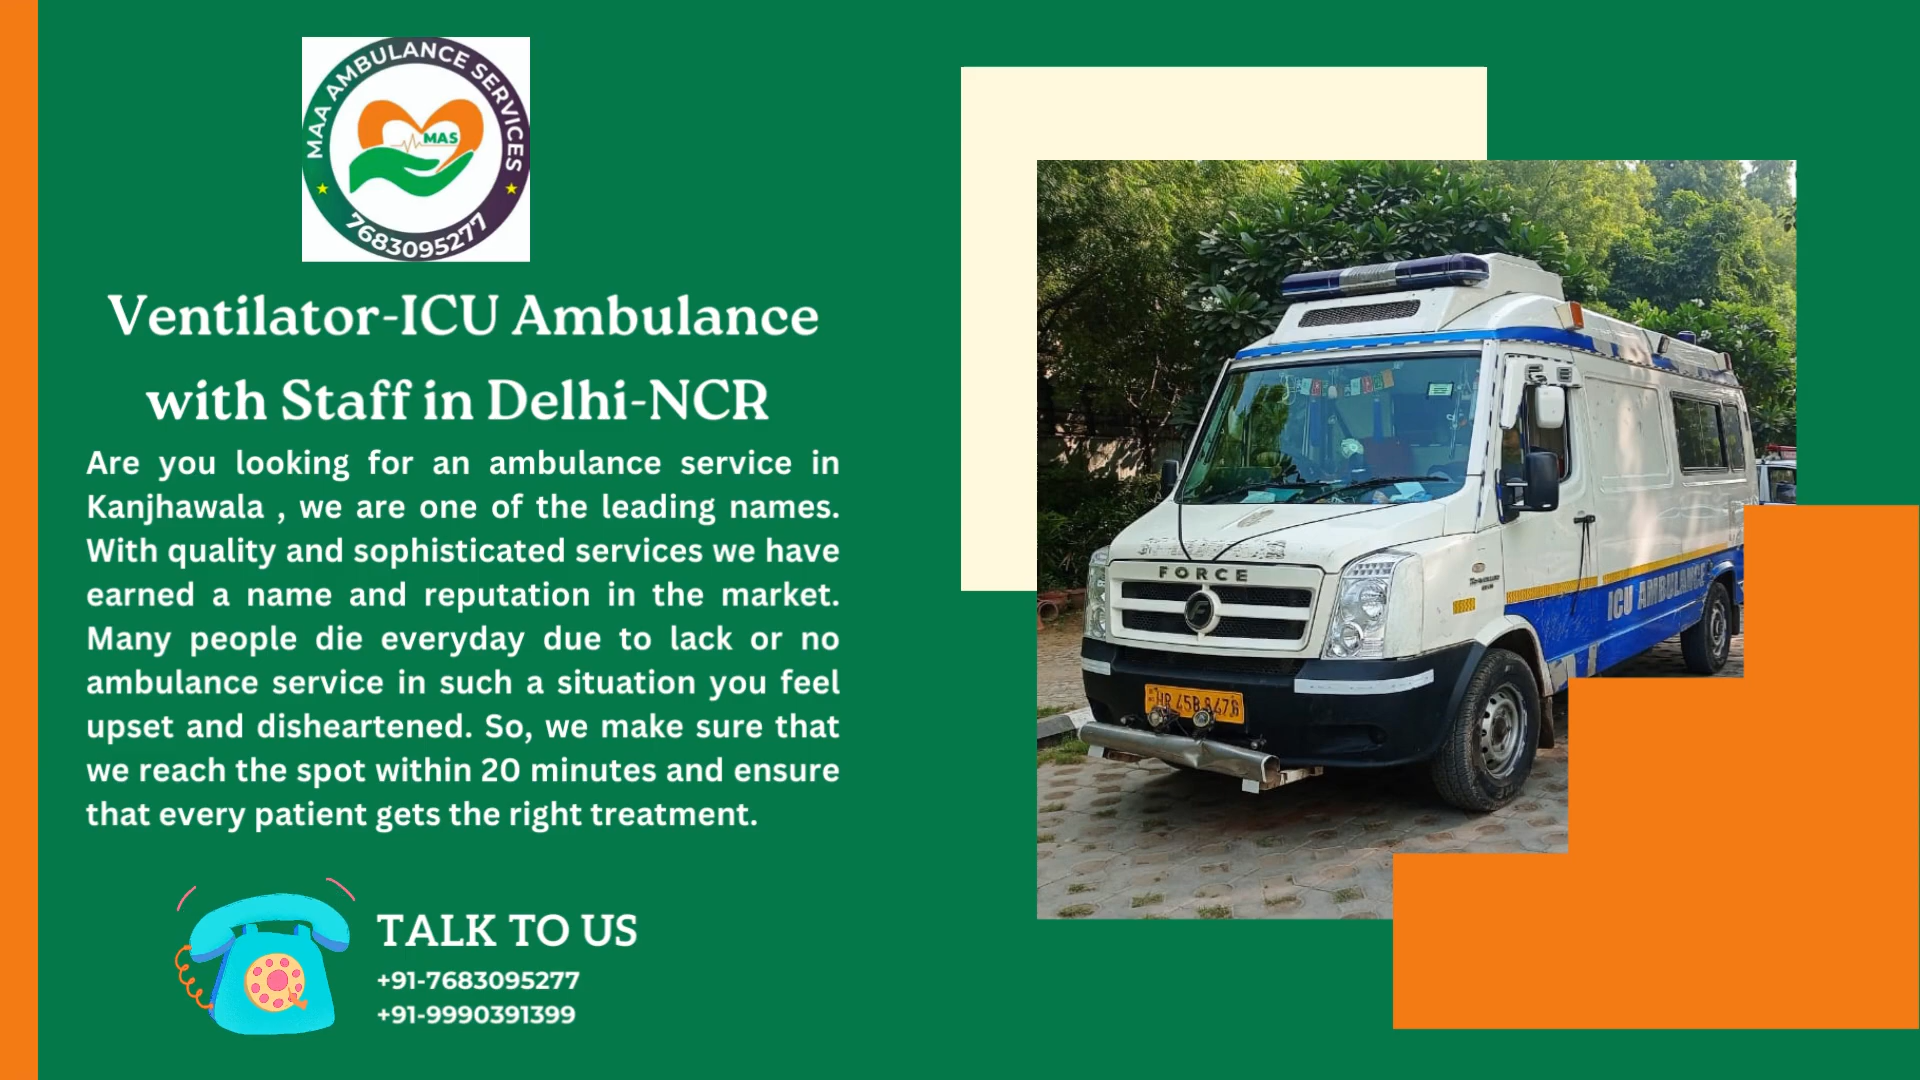 MAA AMBULANCE SERVICES
MAS
7683095277
Ventilator-ICU Ambulance
with Staff in Delhi-NCR
Are you looking for an ambulance service in
Kanjhawala , we are one of the leading names.
With quality and sophisticated services we have
earned a name and reputation in the market.
Many people die everyday due to lack or no
ambulance service in such a situation you feel
upset and disheartened. So, we make sure that
we reach the spot within 20 minutes and ensure
that every patient gets the right treatment.
TALK TO US
+91-7683095277
+91-9990391399
FORCE
ICU AMBULANCE
HR 45B